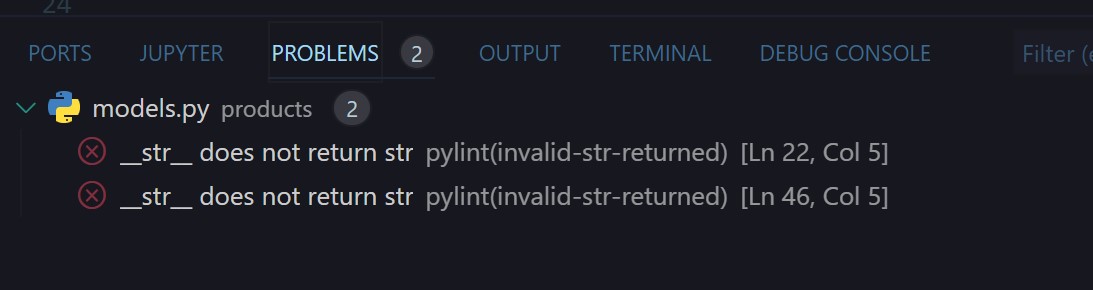 24
PORTS JUPYTER PROBLEMS 2 OUTPUT TERMINAL DEBUG CONSOLE Filter (e
models.py products 2
__str__ does not return str pylint(invalid-str-returned) [Ln 22, Col 5]
__str__ does not return str pylint(invalid-str-returned) [Ln 46, Col 5]